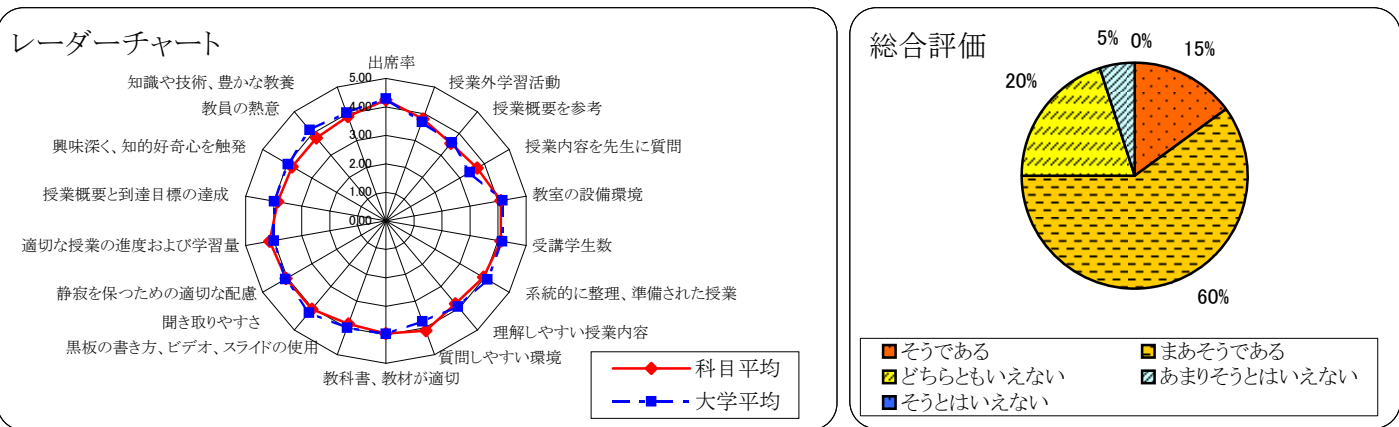 レーダーチャート
出席率
授業外学習活動
授業概要を参考
授業内容を先生に質問
教室の設備環境
受講学生数
系統的に整理、準備された授業
理解しやすい授業内容
質問しやすい環境
教科書、教材が適切
黒板の書き方、ビデオ、スライドの使用
聞き取りやすさ
静寂を保つための適切な配慮
適切な授業の進度および学習量
授業概要と到達目標の達成
興味深く、知的好奇心を触発
教員の熱意
知識や技術、豊かな教養
5.00
4.00
3.00
2.00
1.00
0.00
科目平均
大学平均
総合評価
5%
0%
15%
20%
60%
そうである
まあそうである
どちらともいえない
あまりそうとはいえない
そうとはいえない